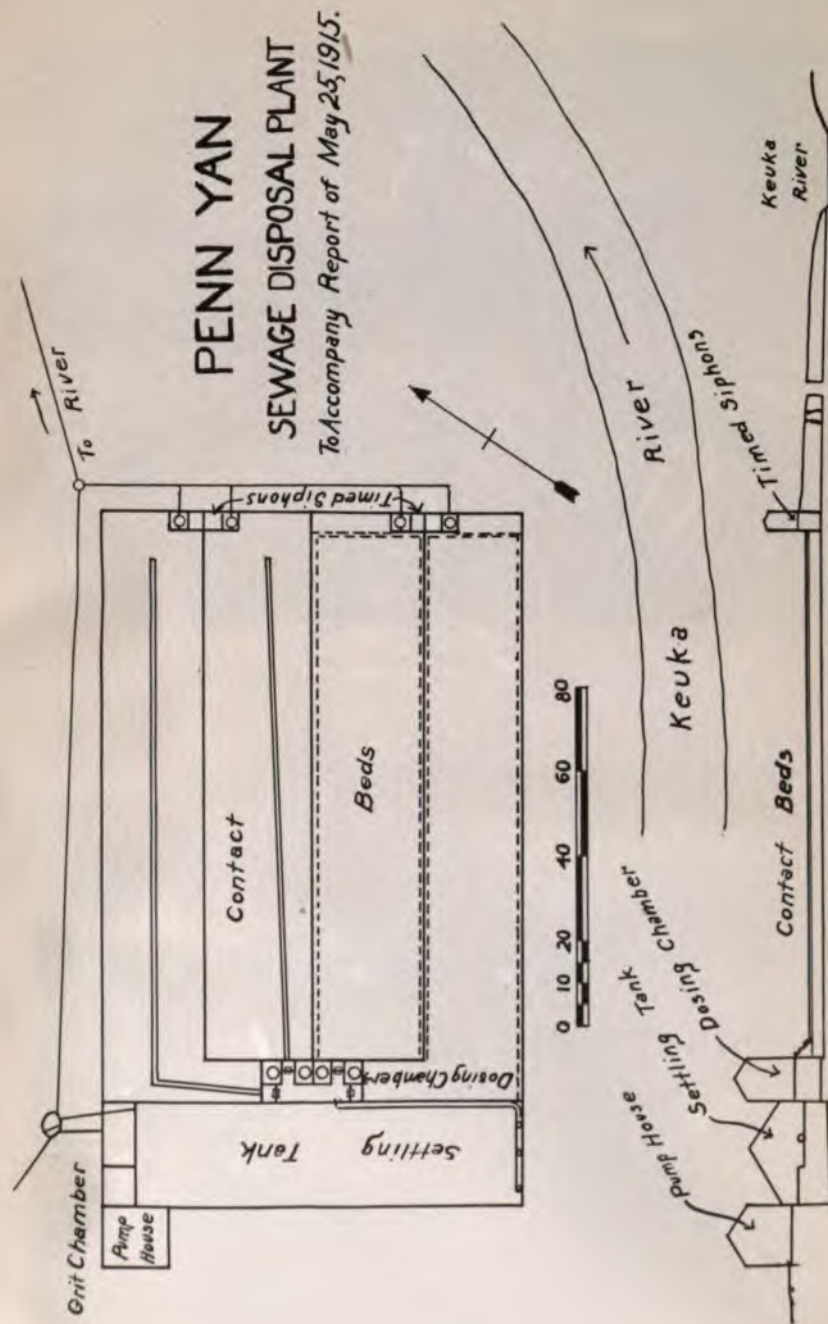 PENN YAN
SEWAGE DISPOSAL PLANT
To Accompany Report of May 25, 1915.
To River
Grit Chamber
Pump
House
Settling Tank
Dosing Chambers
Contact
Beds
Timed Siphons
0 10 20 40 60 80
Keuka River
Pump House
Settling Tank
Dosing Chamber
Contact Beds
Timed Siphons
Keuka
River